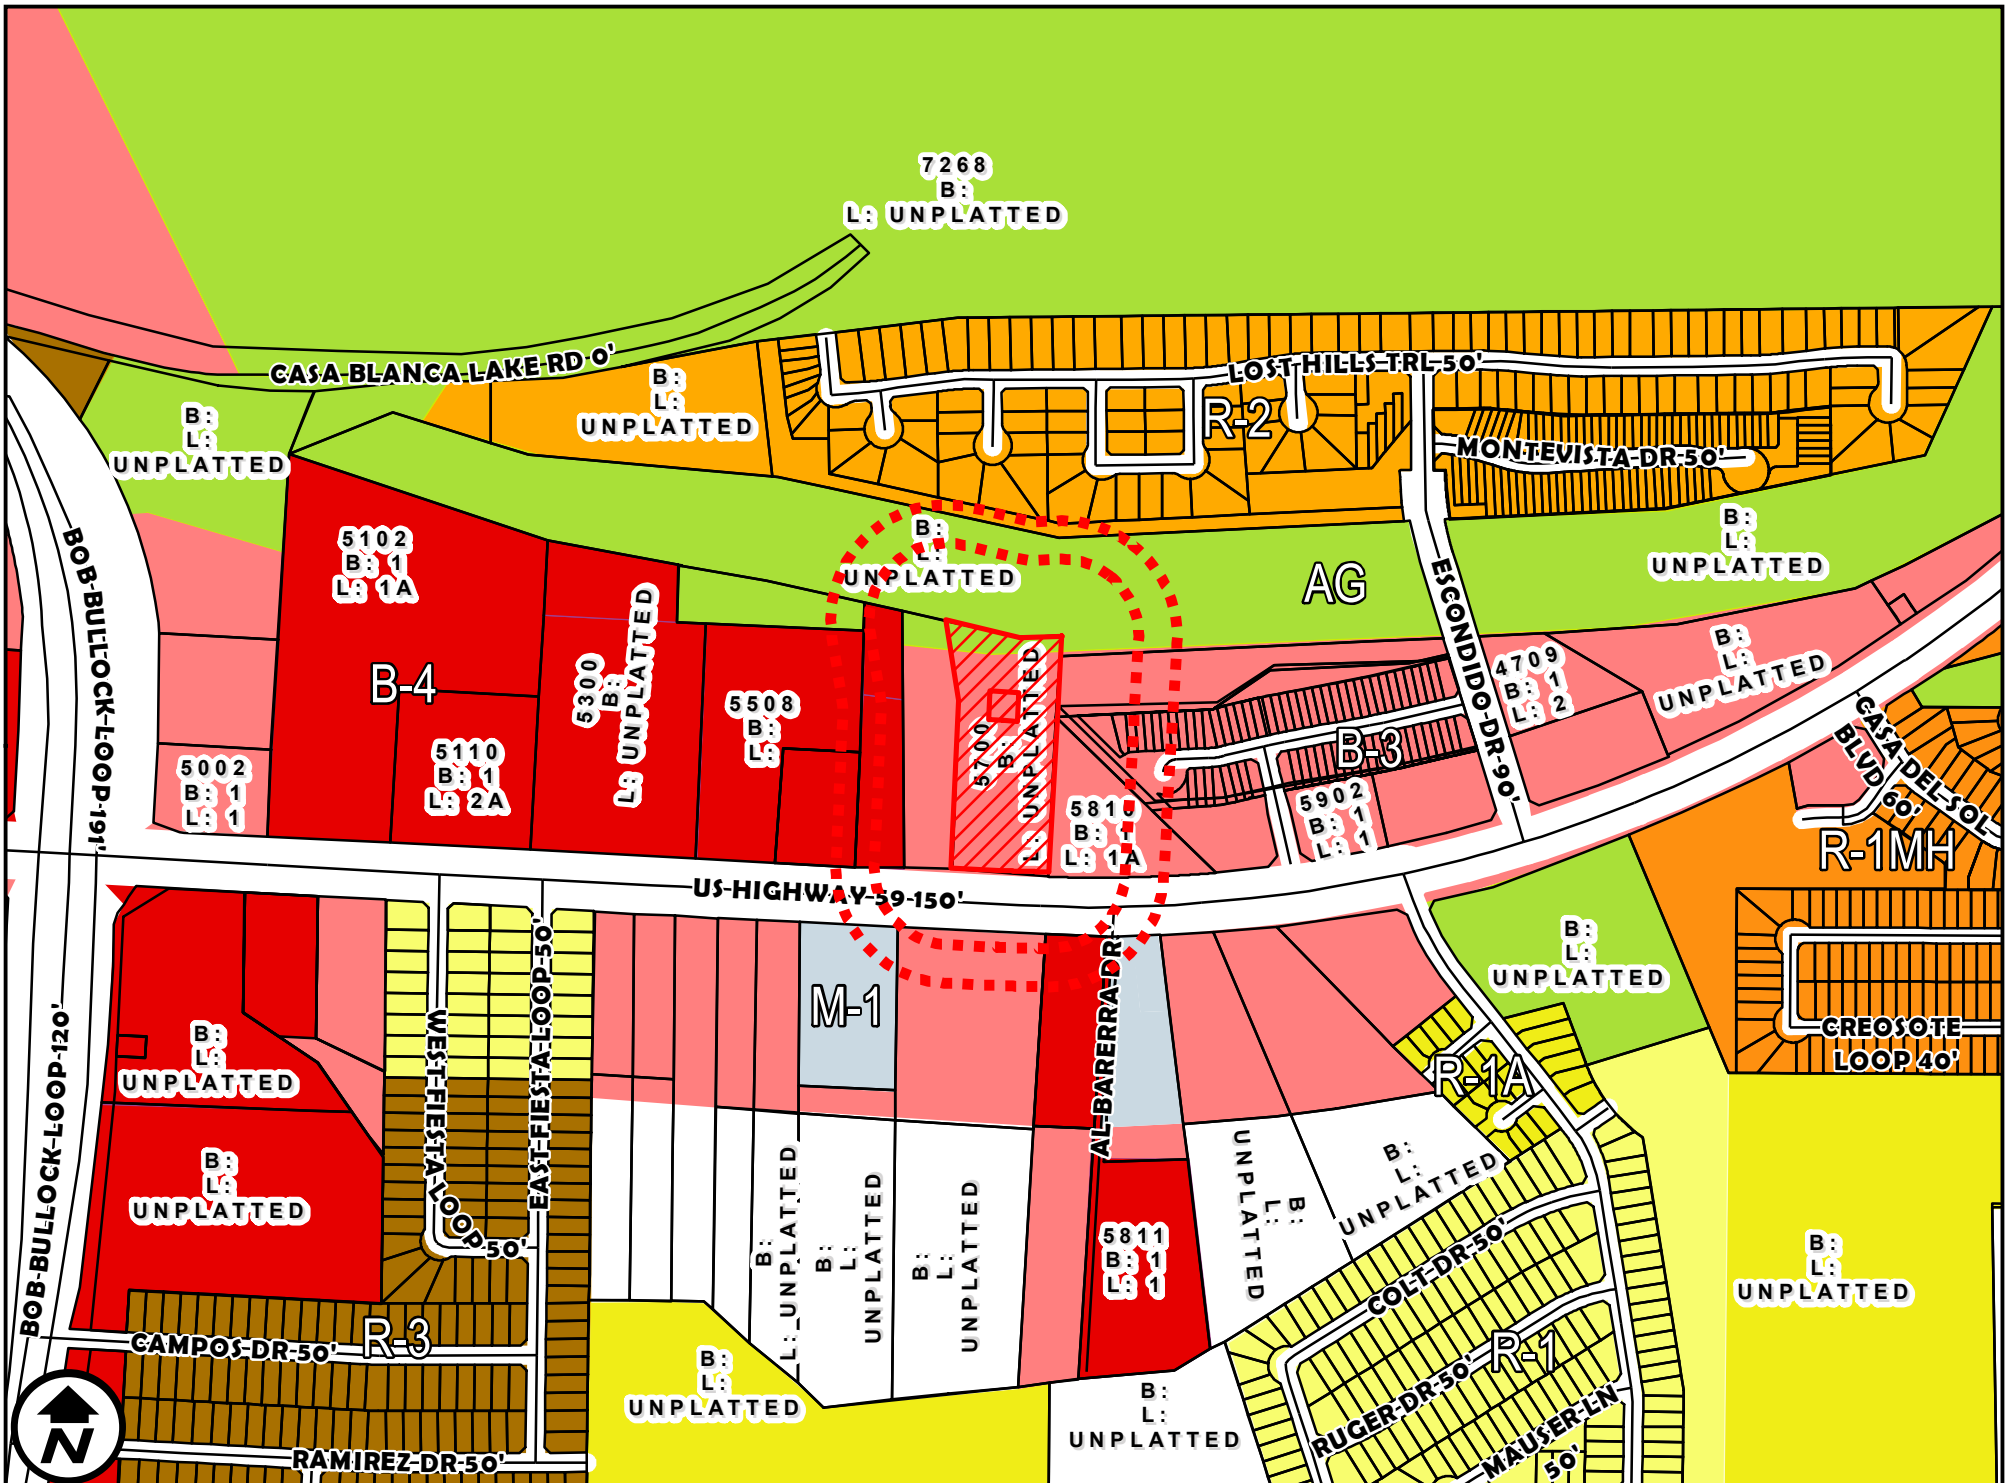 7268
B:
L: UNPLATTED
CASA BLANCA LAKE RD 0'
B:
L:
UNPLATTED
LOST HILLS TRL 50'
R-2
B:
L:
UNPLATTED
MONTEVISTA DR 50'
BOB BULLOCK LOOP 191'
5102
B: 1
L: 1A
B:
L:
UNPLATTED
AG
B:
L:
UNPLATTED
ESCONDIDO DR 90'
B-4
5300
B:
L: UNPLATTED
5508
B:
L:
5700
B:
L: UNPLATTED
4709
B: 1
L: 2
B:
L:
UNPLATTED
5002
B: 1
L: 1
5110
B: 1
L: 2A
5810
B: 1
L: 1A
B-3
5902
B: 1
L: 1
CASA DEL SOL
BLVD 60'
R-1MH
US HIGHWAY 59 150'
B:
L:
UNPLATTED
M-1
AL BARERRA DR
WEST FIESTA LOOP 50'
EAST FIESTA LOOP 50'
BOB BULLOCK LOOP 120'
B:
L:
UNPLATTED
B:
L:
UNPLATTED
CREOSOTE
LOOP 40'
R-1A
B:
L: UNPLATTED
B:
L:
UNPLATTED
B:
L:
UNPLATTED
5811
B: 1
L: 1
B:
L:
UNPLATTED
B:
L:
UNPLATTED
B:
L:
UNPLATTED
COLT DR 50'
R-1
RUGER DR 50'
MAUSER LN
50'
R-3
CAMPOS DR 50'
RAMIREZ DR 50'
B:
L:
UNPLATTED
B:
L:
UNPLATTED
N